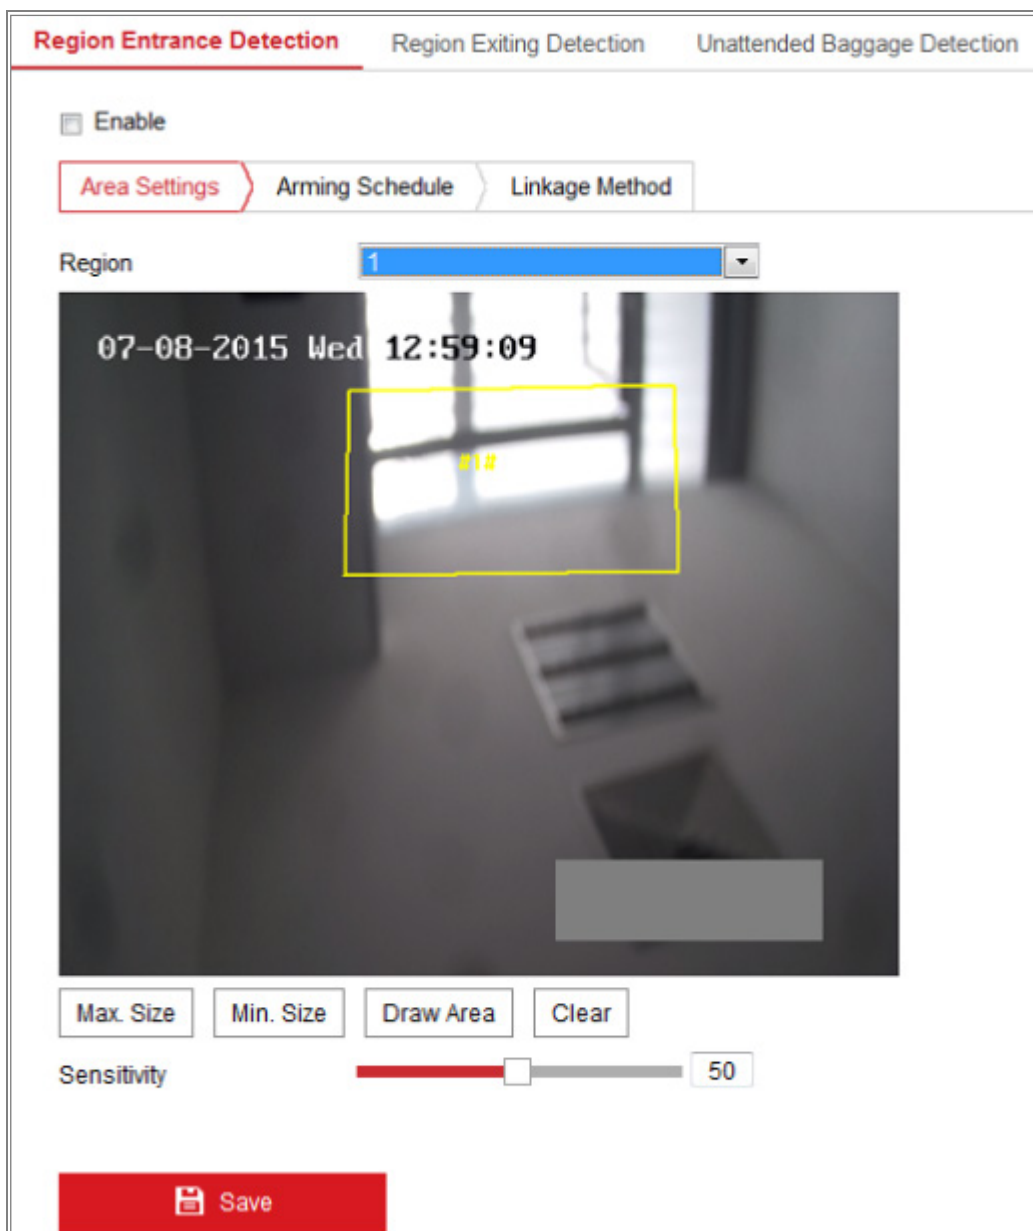 Region Entrance Detection Region Exiting Detection Unattended Baggage Detection
Enable
Area Settings Arming Schedule Linkage Method
Region 1
07-08-2015 Wed 12:59:09
#1#
Max. Size Min. Size Draw Area Clear
Sensitivity 50
Save